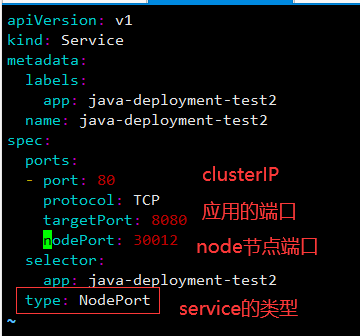 apiVersion: v1
kind: Service
metadata:
  labels:
    app: java-deployment-test2
  name: java-deployment-test2
spec:
  ports:
  - port: 80 clusterIP
    protocol: TCP
    targetPort: 8080 应用的端口
    nodePort: 30012 node节点端口
  selector:
    app: java-deployment-test2
  type: NodePort service的类型
~